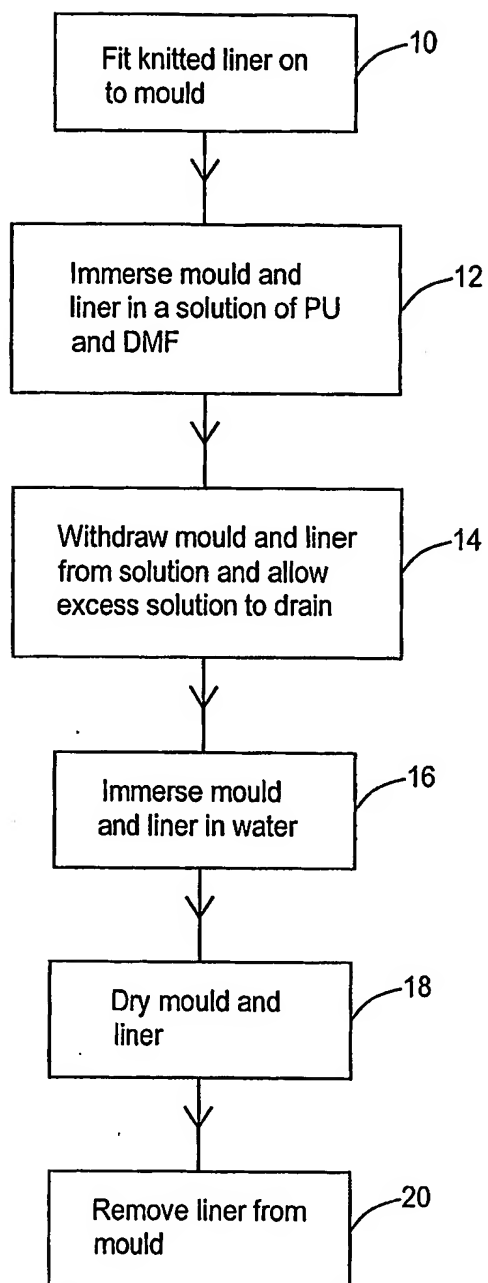 Fit knitted liner on
to mould
10
Immerse mould and
liner in a solution of PU
and DMF
12
Withdraw mould and liner
from solution and allow
excess solution to drain
14
Immerse mould
and liner in water
16
Dry mould and
liner
18
Remove liner from
mould
20